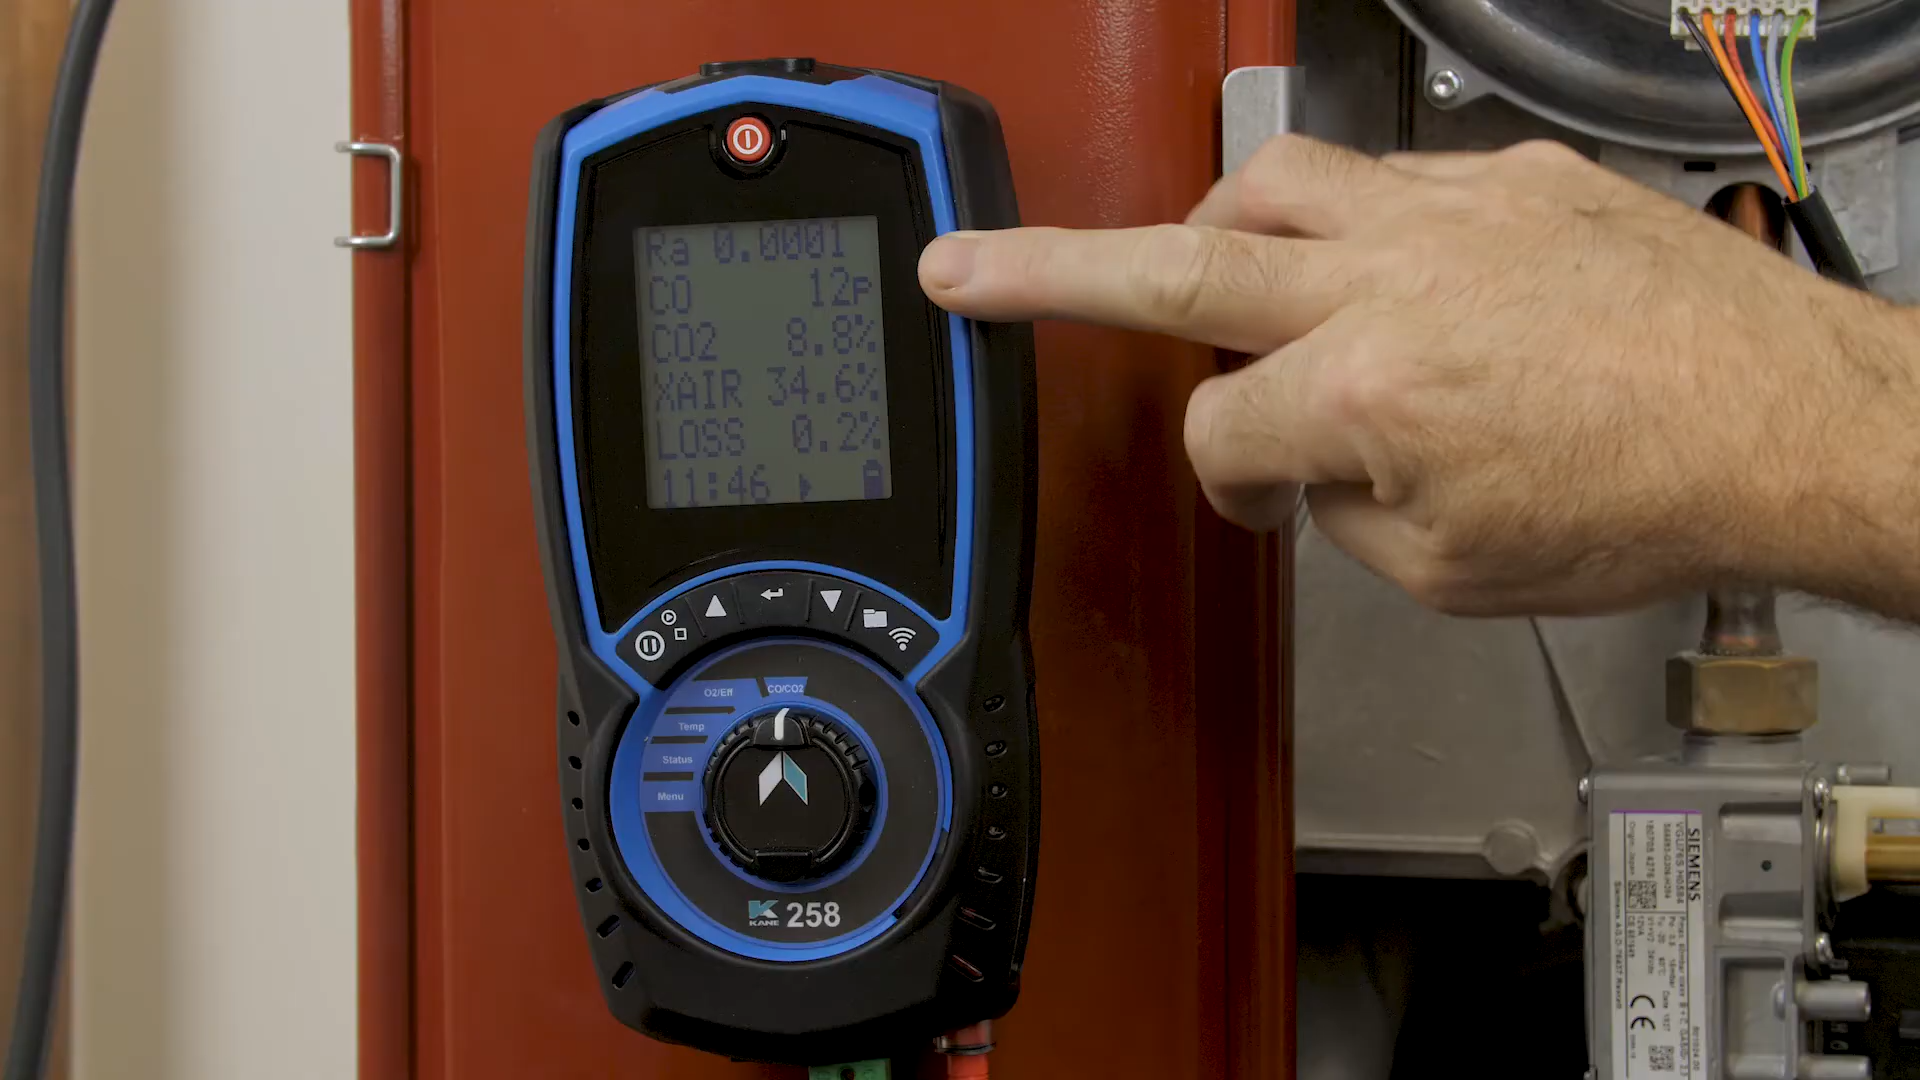 Ra 0.0001
CO 12p
CO2 8.8%
XAIR 34.6%
LOSS 0.2%
11:46
O2/Eff
CO/CO2
Temp
Status
Menu
KANE 258
SIEMENS
CE